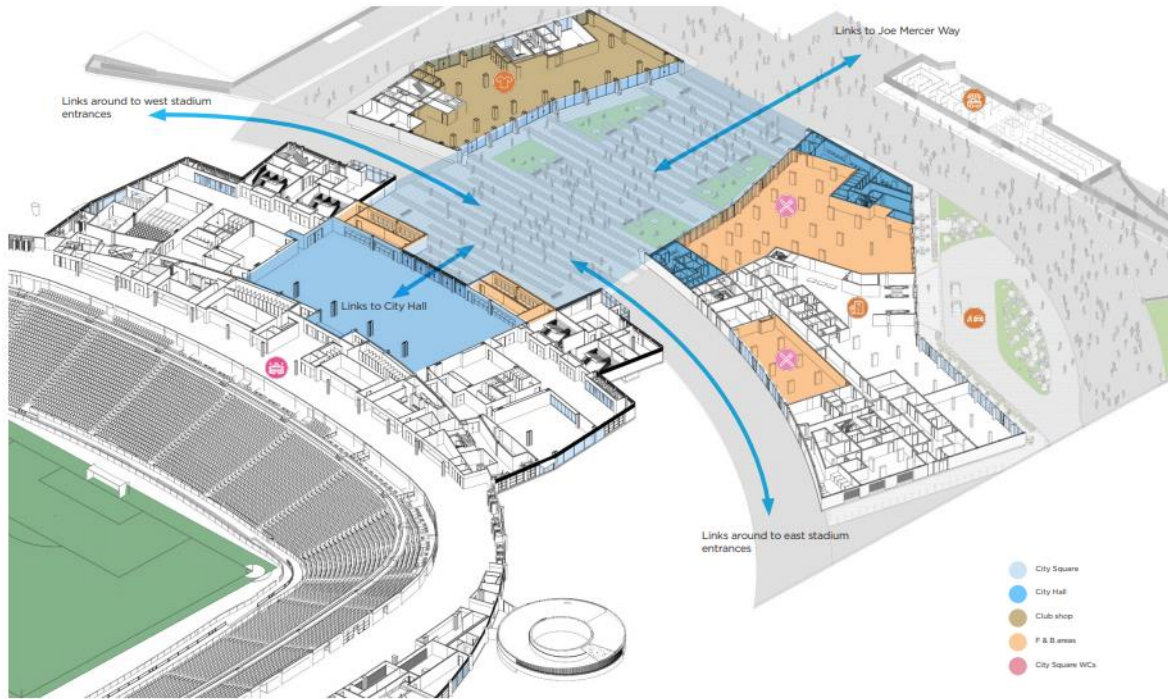 Links to Joe Mercer Way
Links around to west stadium
entrances
Links to City Hall
Links around to east stadium
entrances
City Square
City Hall
Club shop
F & B areas
City Square WCs